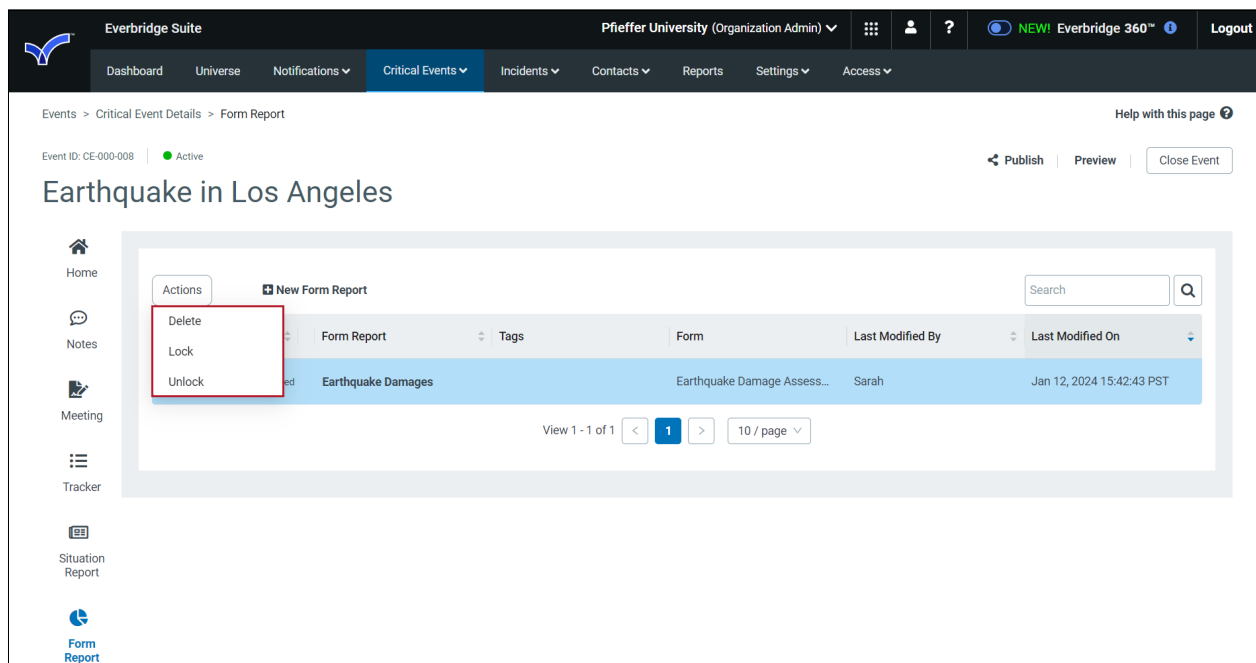 Everbridge Suite
Pfieffer University (Organization Admin)
?
NEW! Everbridge 360™
Logout
Dashboard Universe Notifications Critical Events Incidents Contacts Reports Settings Access
Events > Critical Event Details > Form Report
Help with this page
Event ID: CE-000-008 Active
Publish Preview Close Event
Earthquake in Los Angeles
Home
Notes
Meeting
Tracker
Situation
Report
Form
Report
Actions New Form Report Search
Delete
Lock
Unlock
Form Report Tags Form Last Modified By Last Modified On
ed Earthquake Damages Earthquake Damage Assess... Sarah Jan 12, 2024 15:42:43 PST
View 1 - 1 of 1 < 1 > 10 / page